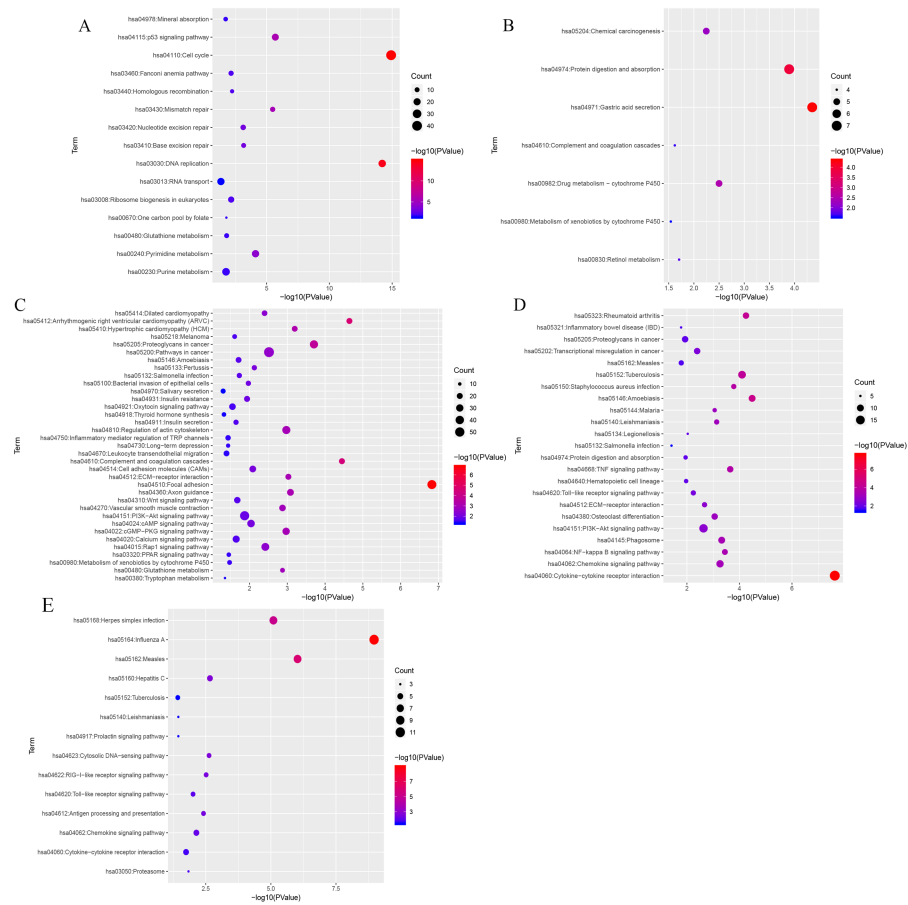 A
hsa04978:Mineral absorption
hsa04115:p53 signaling pathway
hsa04110:Cell cycle
hsa03460:Fanconi anemia pathway
hsa03440:Homologous recombination
hsa03430:Mismatch repair
hsa03420:Nucleotide excision repair
hsa03410:Base excision repair
hsa03030:DNA replication
hsa03013:RNA transport
hsa03008:Ribosome biogenesis in eukaryotes
hsa00670:One carbon pool by folate
hsa00480:Glutathione metabolism
hsa00240:Pyrimidine metabolism
hsa00230:Purine metabolism
Term
5 10 15
−log10(PValue)
Count
10
20
30
40
−log10(PValue)
10
5
B
hsa05204:Chemical carcinogenesis
hsa04974:Protein digestion and absorption
hsa04971:Gastric acid secretion
hsa04610:Complement and coagulation cascades
hsa00982:Drug metabolism − cytochrome P450
hsa00980:Metabolism of xenobiotics by cytochrome P450
hsa00830:Retinol metabolism
Term
1.5 2.0 2.5 3.0 3.5 4.0
−log10(PValue)
Count
4
5
6
7
−log10(PValue)
4.0
3.5
3.0
2.5
2.0
C
hsa05414:Dilated cardiomyopathy
hsa05412:Arrhythmogenic right ventricular cardiomyopathy (ARVC)
hsa05410:Hypertrophic cardiomyopathy (HCM)
hsa05218:Melanoma
hsa05205:Proteoglycans in cancer
hsa05200:Pathways in cancer
hsa05146:Amoebiasis
hsa05133:Pertussis
hsa05132:Salmonella infection
hsa05100:Bacterial invasion of epithelial cells
hsa04970:Salivary secretion
hsa04931:Insulin resistance
hsa04921:Oxytocin signaling pathway
hsa04918:Thyroid hormone synthesis
hsa04911:Insulin secretion
hsa04810:Regulation of actin cytoskeleton
hsa04750:Inflammatory mediator regulation of TRP channels
hsa04730:Long−term depression
hsa04670:Leukocyte transendothelial migration
hsa04610:Complement and coagulation cascades
hsa04514:Cell adhesion molecules (CAMs)
hsa04512:ECM−receptor interaction
hsa04510:Focal adhesion
hsa04360:Axon guidance
hsa04310:Wnt signaling pathway
hsa04270:Vascular smooth muscle contraction
hsa04151:PI3K−Akt signaling pathway
hsa04024:cAMP signaling pathway
hsa04022:cGMP−PKG signaling pathway
hsa04020:Calcium signaling pathway
hsa04015:Rap1 signaling pathway
hsa03320:PPAR signaling pathway
hsa00980:Metabolism of xenobiotics by cytochrome P450
hsa00480:Glutathione metabolism
hsa00380:Tryptophan metabolism
Term
2 3 4 5 6 7
−log10(PValue)
Count
10
20
30
40
50
−log10(PValue)
6
5
4
3
2
D
hsa05323:Rheumatoid arthritis
hsa05321:Inflammatory bowel disease (IBD)
hsa05205:Proteoglycans in cancer
hsa05202:Transcriptional misregulation in cancer
hsa05162:Measles
hsa05152:Tuberculosis
hsa05150:Staphylococcus aureus infection
hsa05146:Amoebiasis
hsa05144:Malaria
hsa05140:Leishmaniasis
hsa05134:Legionellosis
hsa05132:Salmonella infection
hsa04974:Protein digestion and absorption
hsa04668:TNF signaling pathway
hsa04640:Hematopoietic cell lineage
hsa04620:Toll−like receptor signaling pathway
hsa04512:ECM−receptor interaction
hsa04380:Osteoclast differentiation
hsa04151:PI3K−Akt signaling pathway
hsa04145:Phagosome
hsa04064:NF−kappa B signaling pathway
hsa04062:Chemokine signaling pathway
hsa04060:Cytokine−cytokine receptor interaction
Term
2 4 6
−log10(PValue)
Count
5
10
15
−log10(PValue)
6
4
2
E
hsa05168:Herpes simplex infection
hsa05164:Influenza A
hsa05162:Measles
hsa05160:Hepatitis C
hsa05152:Tuberculosis
hsa05140:Leishmaniasis
hsa04917:Prolactin signaling pathway
hsa04623:Cytosolic DNA−sensing pathway
hsa04622:RIG−I−like receptor signaling pathway
hsa04620:Toll−like receptor signaling pathway
hsa04612:Antigen processing and presentation
hsa04062:Chemokine signaling pathway
hsa04060:Cytokine−cytokine receptor interaction
hsa03050:Proteasome
Term
2.5 5.0 7.5
−log10(PValue)
Count
3
5
7
9
11
−log10(PValue)
7
5
3